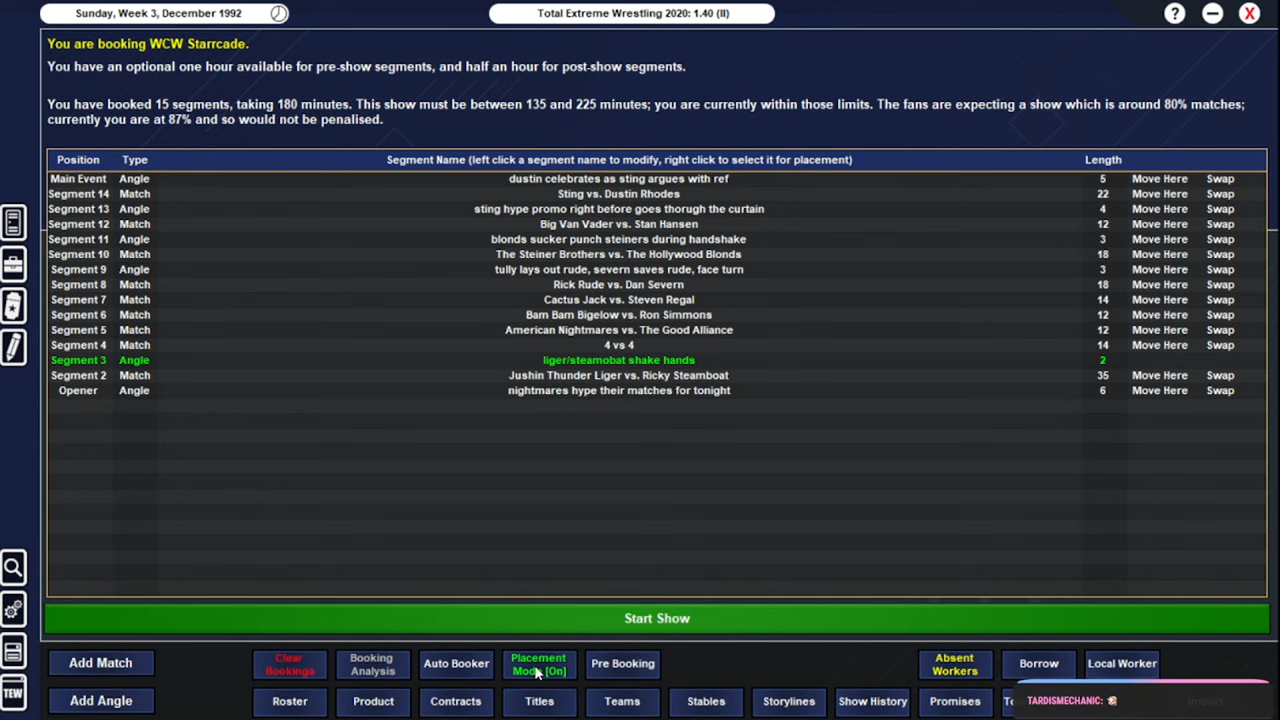 Sunday, Week 3, December 1992
Total Extreme Wrestling 2020: 1.40 (II)
? X
You are booking WCW Starrcade.
You have an optional one hour available for pre-show segments, and half an hour for post-show segments.
You have booked 15 segments, taking 180 minutes. This show must be between 135 and 225 minutes; you are currently within those limits. The fans are expecting a show which is around 80% matches;
currently you are at 87% and so would not be penalised.
Position Type Segment Name (left click a segment name to modify, right click to select it for placement) Length
Main Event Angle dustin celebrates as sting argues with ref 5 Move Here Swap
Segment 14 Match Sting vs. Dustin Rhodes 22 Move Here Swap
Segment 13 Angle sting hype promo right before goes thorugh the curtain 4 Move Here Swap
Segment 12 Match Big Van Vader vs. Stan Hansen 12 Move Here Swap
Segment 11 Angle blonds sucker punch steiners during handshake 3 Move Here Swap
Segment 10 Match The Steiner Brothers vs. The Hollywood Blonds 18 Move Here Swap
Segment 9 Angle tully lays out rude, severn saves rude, face turn 3 Move Here Swap
Segment 8 Match Rick Rude vs. Dan Severn 18 Move Here Swap
Segment 7 Match Cactus Jack vs. Steven Regal 14 Move Here Swap
Segment 6 Match Bam Bam Bigelow vs. Ron Simmons 12 Move Here Swap
Segment 5 Match American Nightmares vs. The Good Alliance 12 Move Here Swap
Segment 4 Match 4 vs 4 14 Move Here Swap
Segment 3 Angle liger/steamobat shake hands 2
Segment 2 Match Jushin Thunder Liger vs. Ricky Steamboat 35 Move Here Swap
Opener Angle nightmares hype their matches for tonight 6 Move Here Swap
Start Show
Add Match Clear Bookings Booking Analysis Auto Booker Placement Mode [On] Pre Booking Absent Workers Borrow Local Worker
Add Angle Roster Product Contracts Titles Teams Stables Storylines Show History Promises
TARDISMECHANIC:
Import
TEW